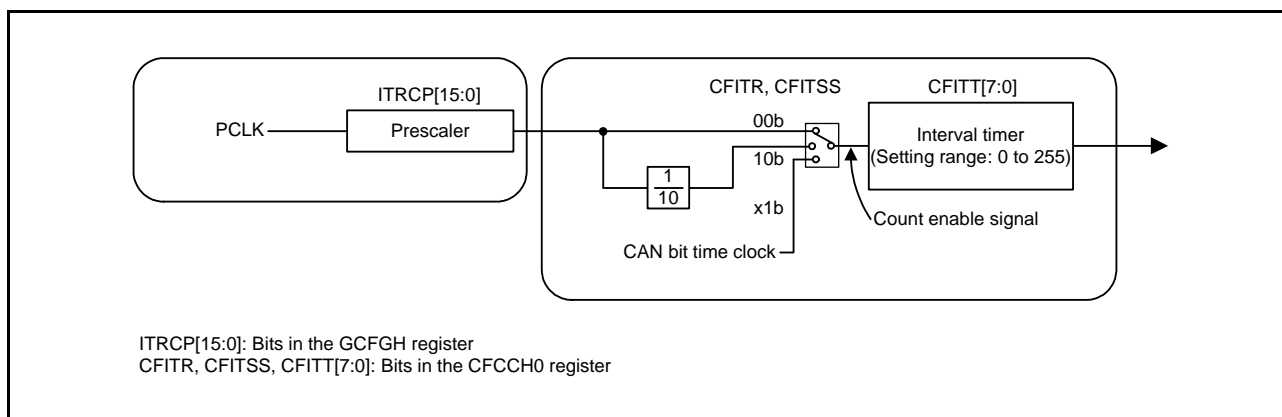 ITRCP[15:0]
PCLK
Prescaler
CFITR, CFITSS
00b
10b
x1b
1
10
CAN bit time clock
CFITT[7:0]
Interval timer
(Setting range: 0 to 255)
Count enable signal
ITRCP[15:0]: Bits in the GCFGH register
CFITR, CFITSS, CFITT[7:0]: Bits in the CFCCH0 register